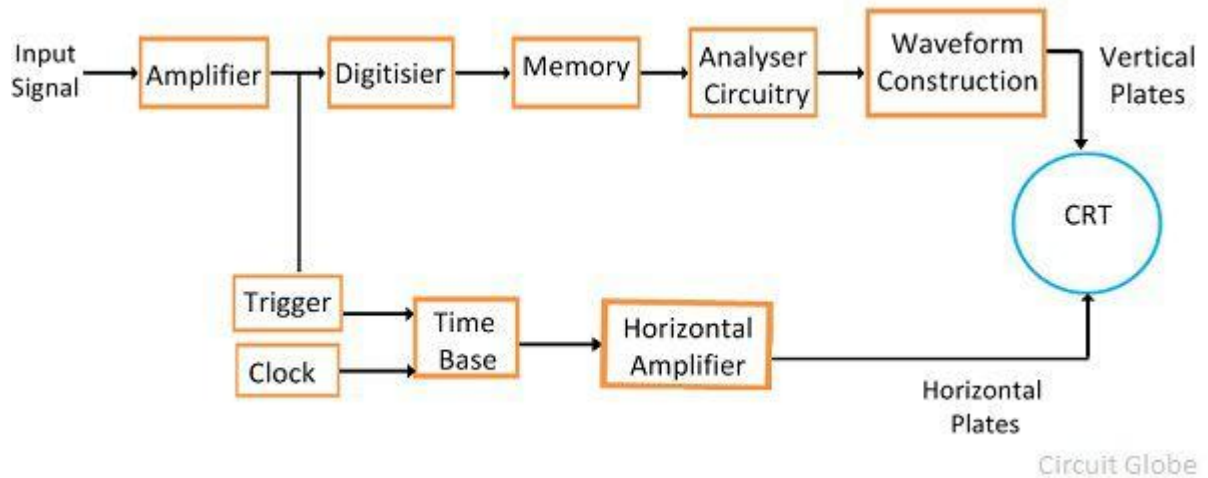 Input
Signal
Amplifier
Digitisier
Memory
Analyser
Circuitry
Waveform
Construction
Vertical
Plates
CRT
Trigger
Clock
Time
Base
Horizontal
Amplifier
Horizontal
Plates
Circuit Globe